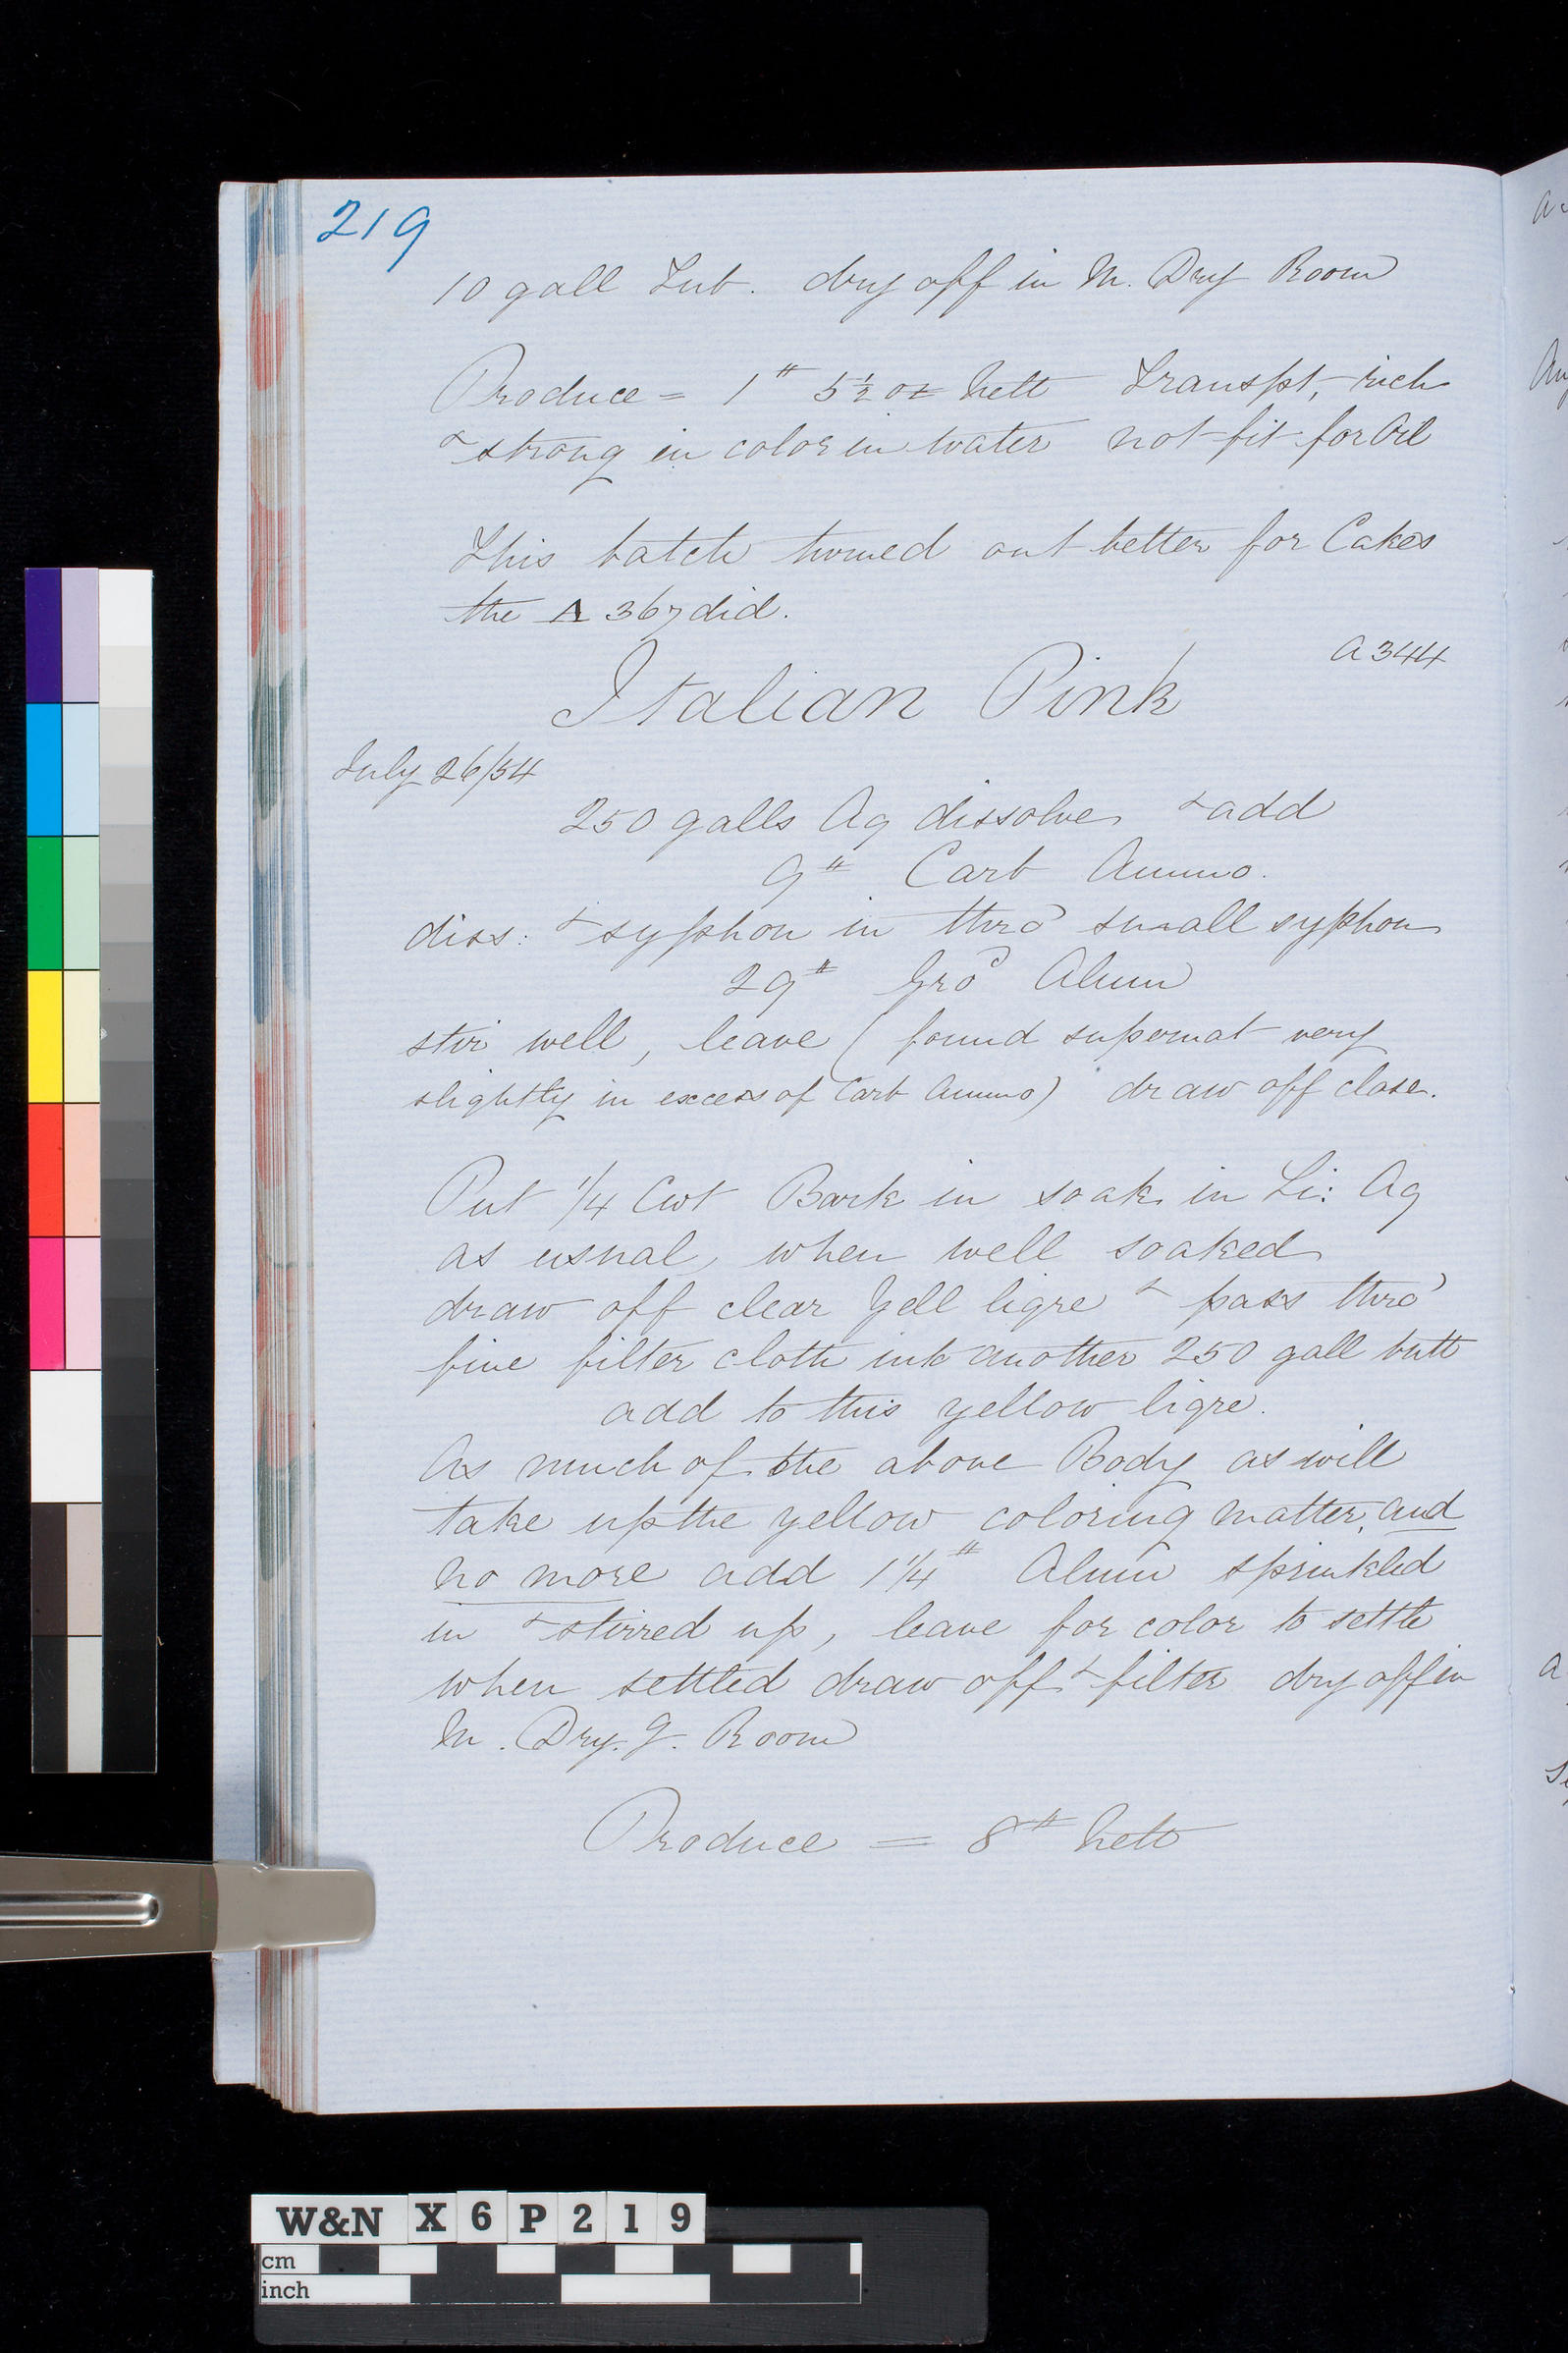 219
10 gall Tub. dry off in M. Dry Room
Produce = 1# 5½ oz Nett Transpt, rich
& strong in color in water not fit for Oil
This batch turned out better for Cakes
the A 367 did.
A 344
Italian Pink
July 26/54
250 galls Aq dissolve & add
9# Carb Ammo.
diss: & syphon in thro' small syphon
29# Gro'd Alum
stir well, leave (found supernat very
slightly in excess of Carb Ammo) draw off close.
Put 1/4 Cwt Bark in soak in Li: Aq
as usual, when well soaked
draw off clear Yell liqre & pass thro'
fine filter cloth into another 250 gall butt
add to this yellow liqre.
As much of the above Body as will
take up the yellow coloring matter, and
no more add 1 1/4# Alum sprinkled
in & stirred up, leave for color to settle
when settled draw off & filter dry off in
M. Dry. g. Room
Produce = 8# Nett
W&N X 6 P 2 1 9
cm
inch